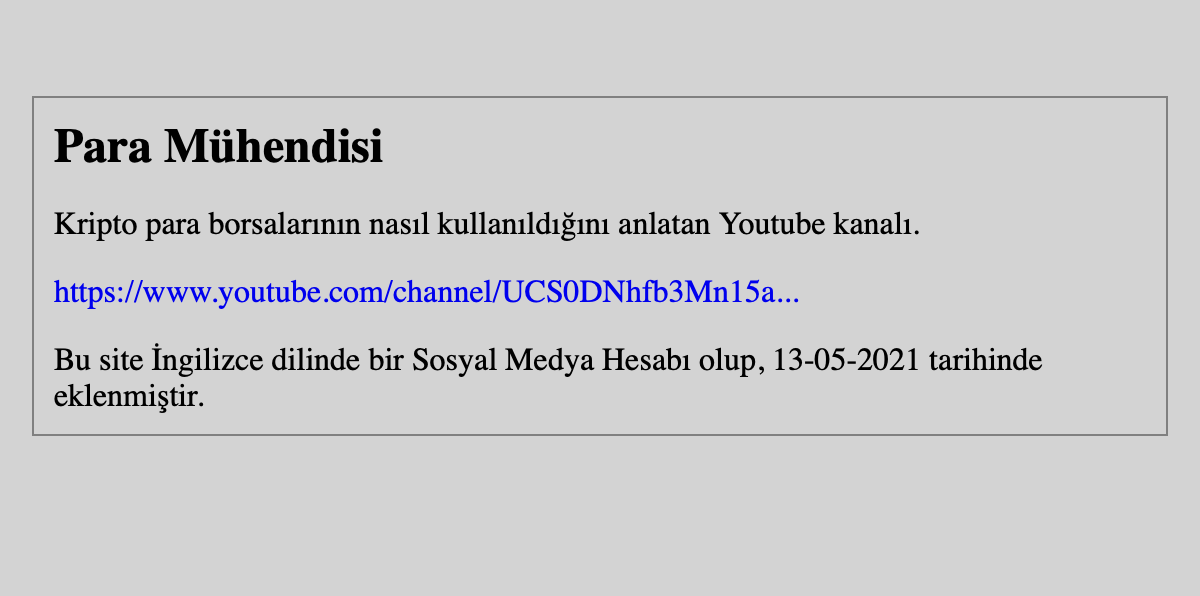 Para Mühendisi
Kripto para borsalarının nasıl kullanıldığını anlatan Youtube kanalı.
https://www.youtube.com/channel/UCS0DNhfb3Mn15a...
Bu site İngilizce dilinde bir Sosyal Medya Hesabı olup, 13-05-2021 tarihinde
eklenmiştir.